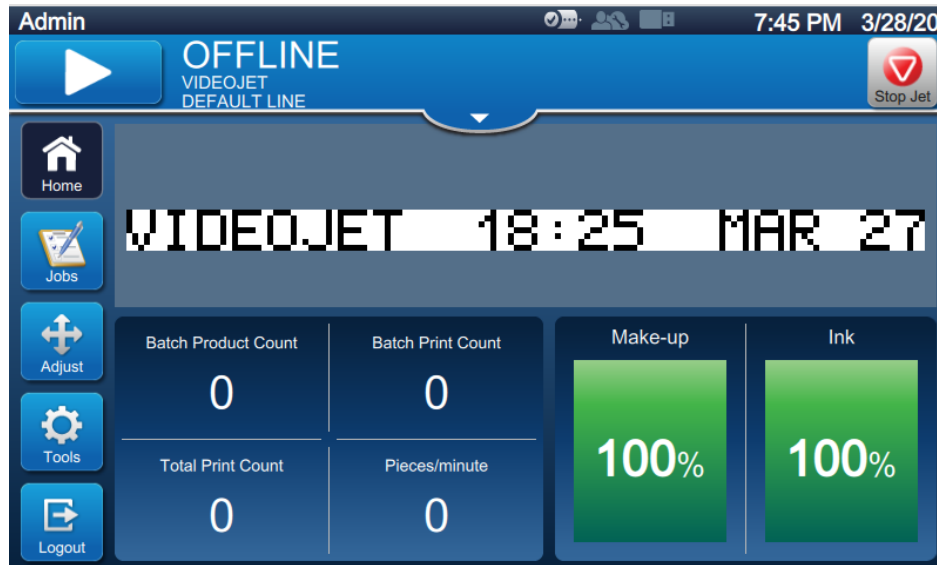 Admin 7:45 PM 3/28/20
OFFLINE
VIDEOJET
DEFAULT LINE
Stop Jet
Home
VIDEOJET 18:25 MAR 27
Jobs
Adjust
Tools
Logout
Batch Product Count
0
Batch Print Count
0
Total Print Count
0
Pieces/minute
0
Make-up
100%
Ink
100%